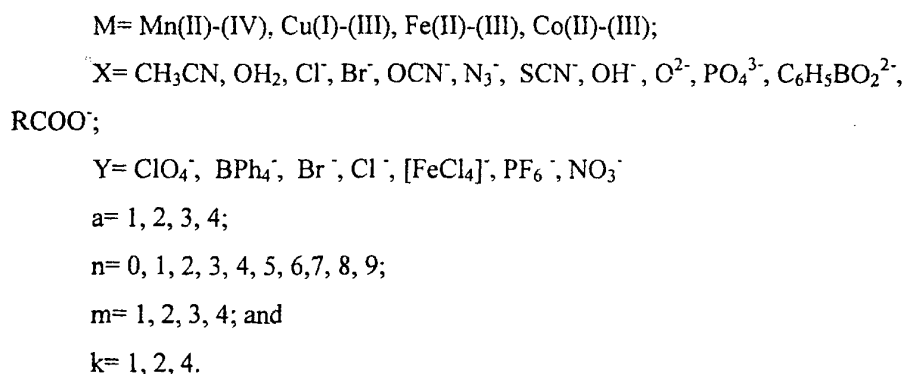 M= Mn(II)-(IV), Cu(I)-(III), Fe(II)-(III), Co(II)-(III);
X= CH₃CN, OH₂, Cl⁻, Br⁻, OCN⁻, N₃⁻, SCN⁻, OH⁻, O²⁻, PO₄³⁻, C₆H₅BO₂²⁻,
RCOO⁻;
Y= ClO₄⁻, BPh₄⁻, Br ⁻, Cl ⁻, [FeCl₄]⁻, PF₆ ⁻, NO₃⁻
a= 1, 2, 3, 4;
n= 0, 1, 2, 3, 4, 5, 6,7, 8, 9;
m= 1, 2, 3, 4; and
k= 1, 2, 4.